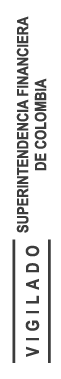 VIGILADO
SUPERINTENDENCIA FINANCIERA
DE COLOMBIA